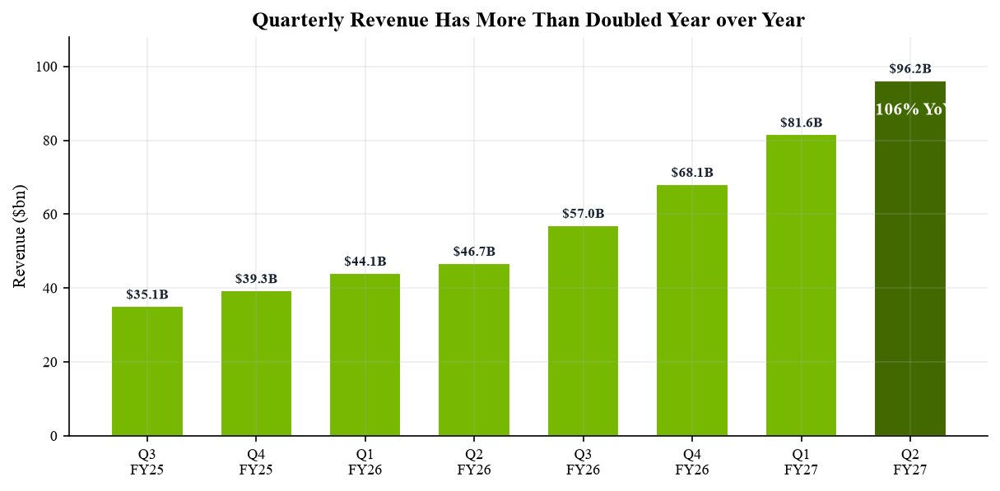 Quarterly Revenue Has More Than Doubled Year over Year
Revenue ($bn)
100
80
60
40
20
0
$35.1B
$39.3B
$44.1B
$46.7B
$57.0B
$68.1B
$81.6B
$96.2B
106% Yo
Q3
FY25
Q4
FY25
Q1
FY26
Q2
FY26
Q3
FY26
Q4
FY26
Q1
FY27
Q2
FY27